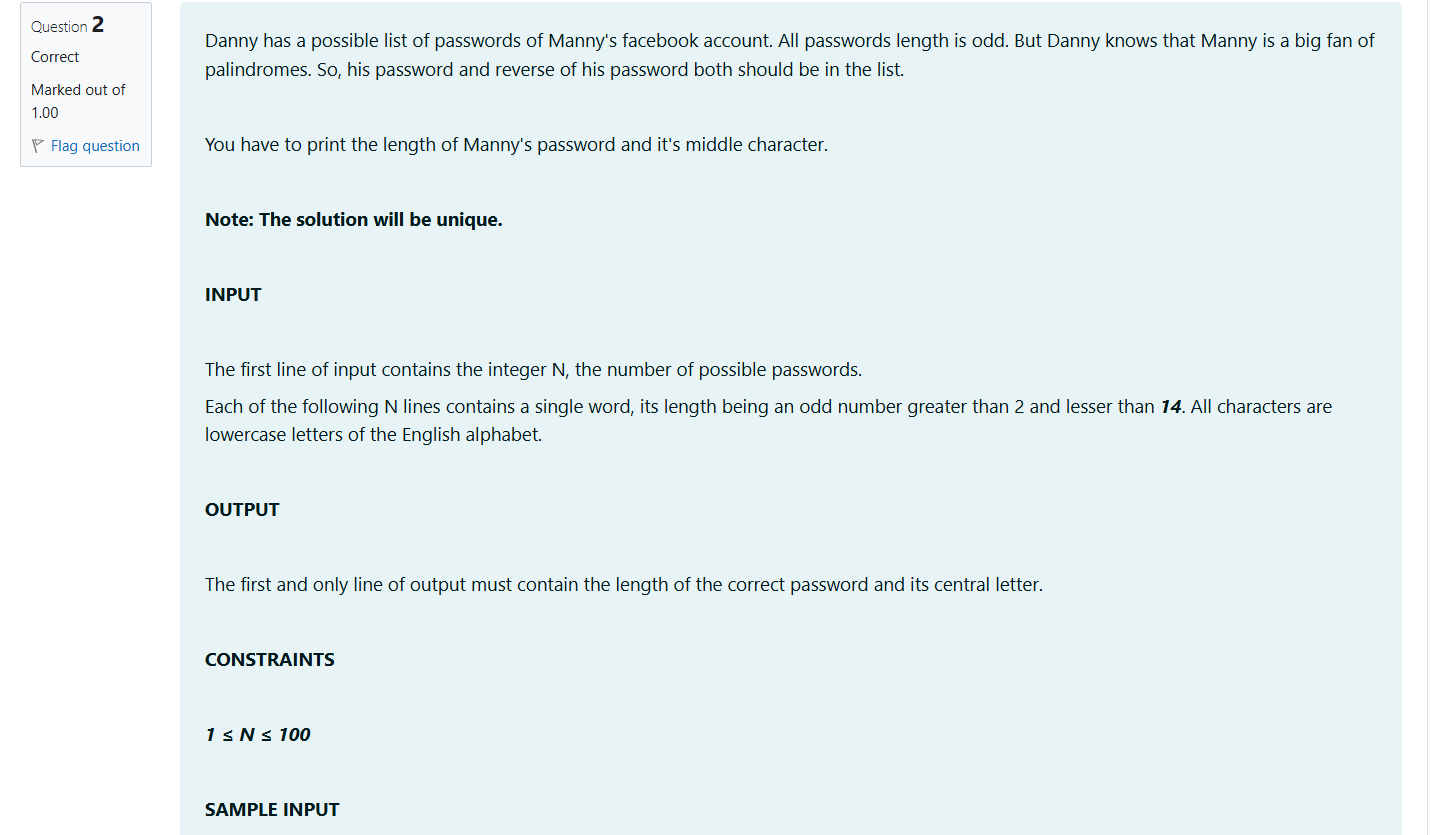 Question 2
Correct
Marked out of
1.00
Flag question
Danny has a possible list of passwords of Manny's facebook account. All passwords length is odd. But Danny knows that Manny is a big fan of
palindromes. So, his password and reverse of his password both should be in the list.
You have to print the length of Manny's password and it's middle character.
Note: The solution will be unique.
INPUT
The first line of input contains the integer N, the number of possible passwords.
Each of the following N lines contains a single word, its length being an odd number greater than 2 and lesser than 14. All characters are
lowercase letters of the English alphabet.
OUTPUT
The first and only line of output must contain the length of the correct password and its central letter.
CONSTRAINTS
1 ≤ N ≤ 100
SAMPLE INPUT